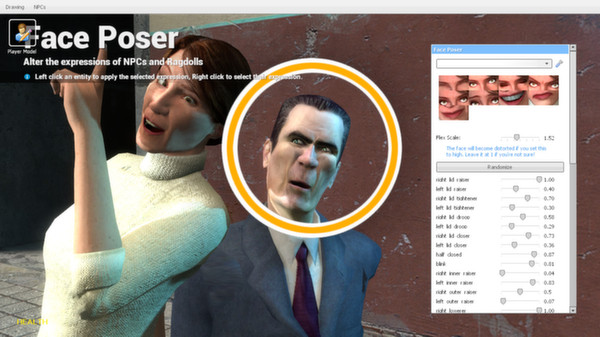 Drawing NPCs
Face Poser
Player Model
Alter the expressions of NPCs and Ragdolls
Left click an entity to apply the selected expression, Right click to select their expression.
Face Poser
Flex Scale: 1.52
The Face will become distorted if you set this
to high. Leave it at 1 if you're not sure!
Randomize
right lid raiser 1.00
left lid raiser 0.40
right lid tightener 0.70
left lid tightener 0.30
right lid droop 0.58
left lid droop 0.29
right lid closer 0.73
left lid closer 0.36
half closed 0.87
blink 0.81
right inner raiser 0.04
left inner raiser 0.83
right outer raiser 0.5
left outer raiser 0.07
right lowerer 1.00